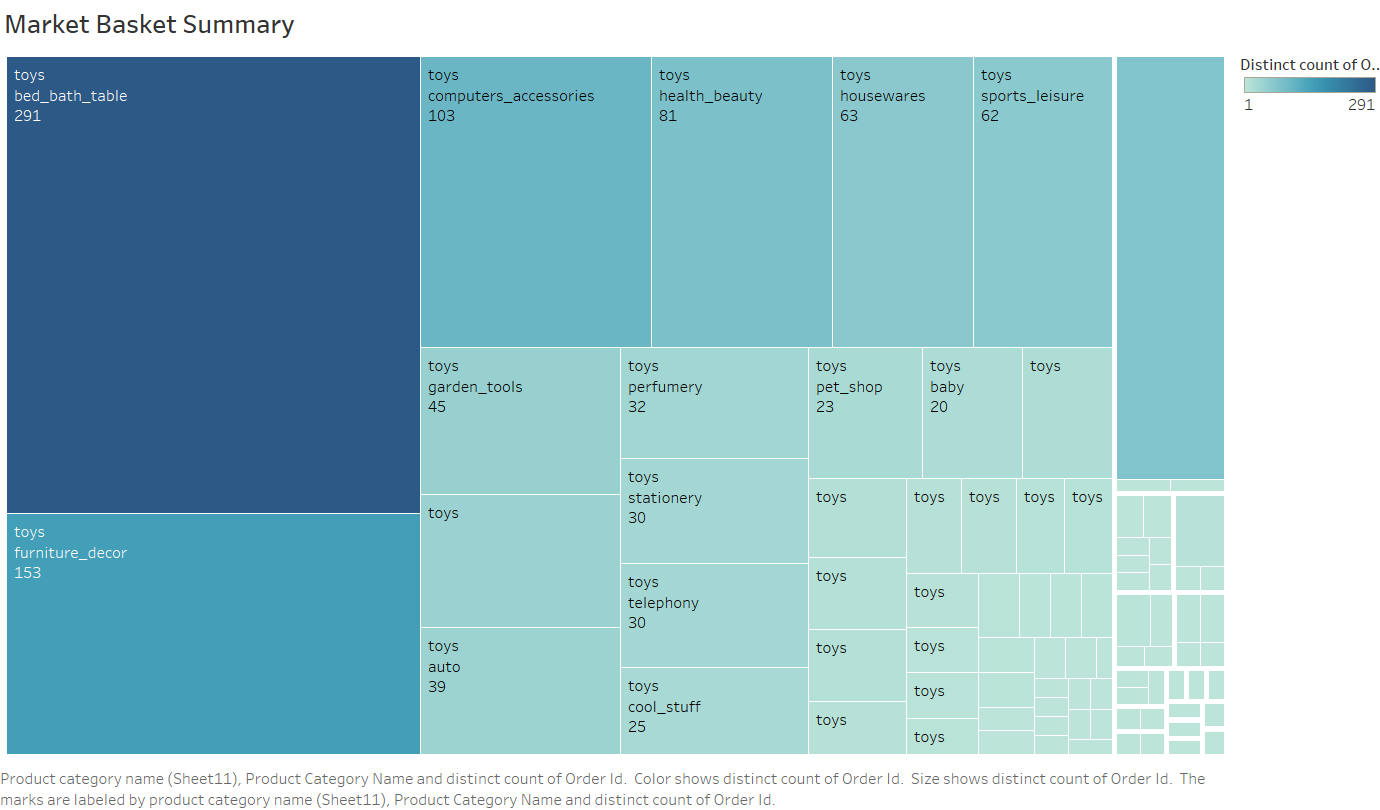 Market Basket Summary
toys
bed_bath_table
291
toys
furniture_decor
153
toys
computers_accessories
103
toys
health_beauty
81
toys
housewares
63
toys
sports_leisure
62
toys
garden_tools
45
toys
toys
auto
39
toys
perfumery
32
toys
stationery
30
toys
telephony
30
toys
cool_stuff
25
toys
pet_shop
23
toys
baby
20
toys
toys
toys
toys
toys
toys
toys
toys
toys
toys
toys
toys
toys
Distinct count of O..
1
291
Product category name (Sheet11), Product Category Name and distinct count of Order Id.  Color shows distinct count of Order Id.  Size shows distinct count of Order Id.  The
marks are labeled by product category name (Sheet11), Product Category Name and distinct count of Order Id.